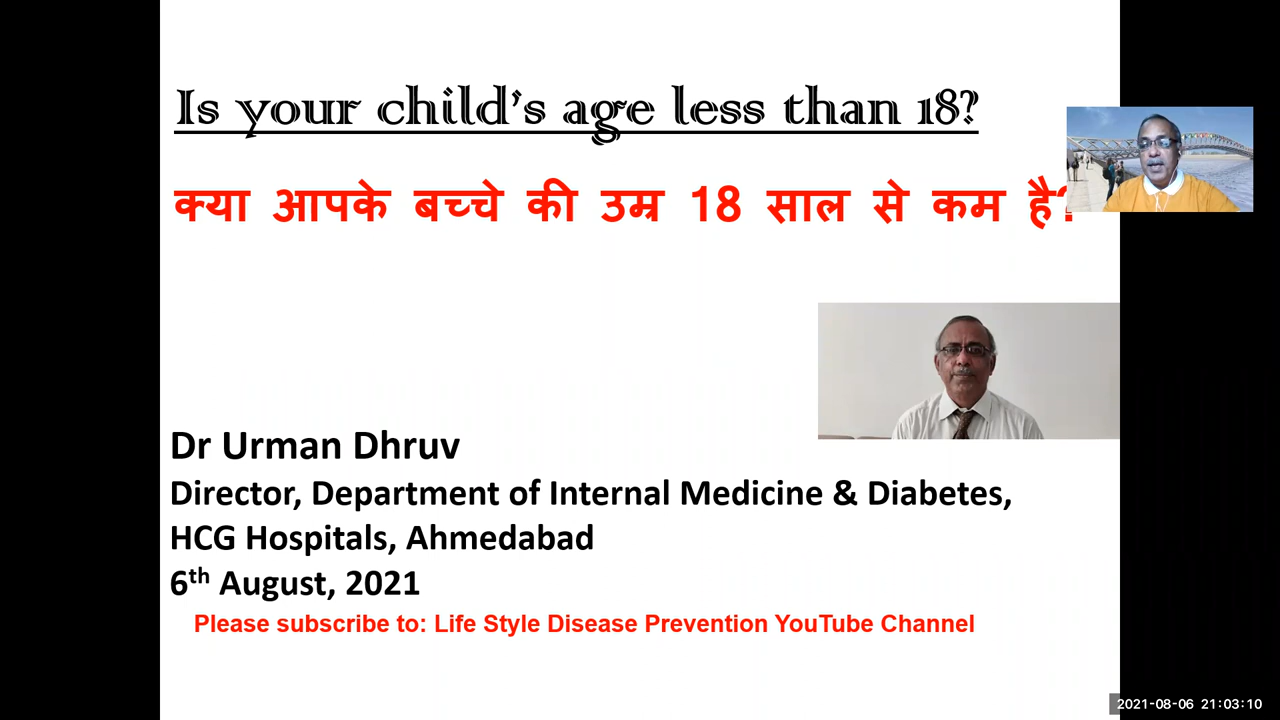 Is your child's age less than 18?
क्या आपके बच्चे की उम्र 18 साल से कम है?
Dr Urman Dhruv
Director, Department of Internal Medicine & Diabetes,
HCG Hospitals, Ahmedabad
6th August, 2021
Please subscribe to: Life Style Disease Prevention YouTube Channel
2021-08-06 21:03:10